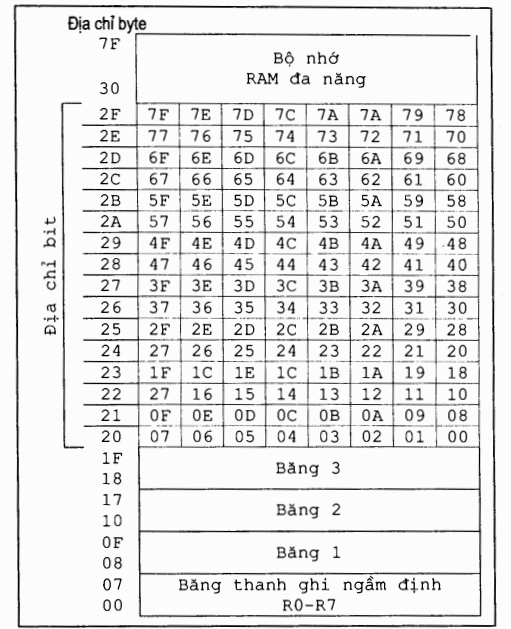 Địa chỉ byte
7F
Bộ nhớ
RAM đa năng
30
2F 7F 7E 7D 7C 7A 7A 79 78
2E 77 76 75 74 73 72 71 70
2D 6F 6E 6D 6C 6B 6A 69 68
2C 67 66 65 64 63 62 61 60
2B 5F 5E 5D 5C 5B 5A 59 58
2A 57 56 55 54 53 52 51 50
29 4F 4E 4D 4C 4B 4A 49 48
28 47 46 45 44 43 42 41 40
27 3F 3E 3D 3C 3B 3A 39 38
26 37 36 35 34 33 32 31 30
25 2F 2E 2D 2C 2B 2A 29 28
24 27 26 25 24 23 22 21 20
23 1F 1C 1E 1C 1B 1A 19 18
22 27 16 15 14 13 12 11 10
21 0F 0E 0D 0C 0B 0A 09 08
20 07 06 05 04 03 02 01 00
Địa chỉ bit
1F
Băng 3
18
17
Băng 2
10
0F
Băng 1
08
07 Băng thanh ghi ngầm định
00 R0-R7